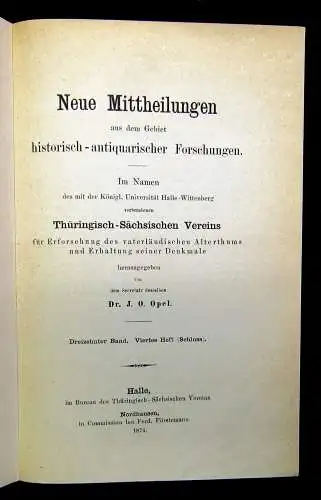 Neue Mittheilungen
aus dem Gebiet
historisch-antiquarischer Forschungen.
Im Namen
des mit der Königl. Universität Halle-Wittenberg
verbundenen
Thüringisch-Sächsischen Vereins
für Erforschung des vaterländischen Alterthums
und Erhaltung seiner Denkmale
herausgegeben
von
dem Secretair desselben
Dr. J. O. Opel.
Dreizehnter Band. Viertes Heft (Schluss).
Halle,
im Bureau des Thüringisch-Sächsischen Vereins
Nordhausen,
in Commission bei Ferd. Förstemann
1874.